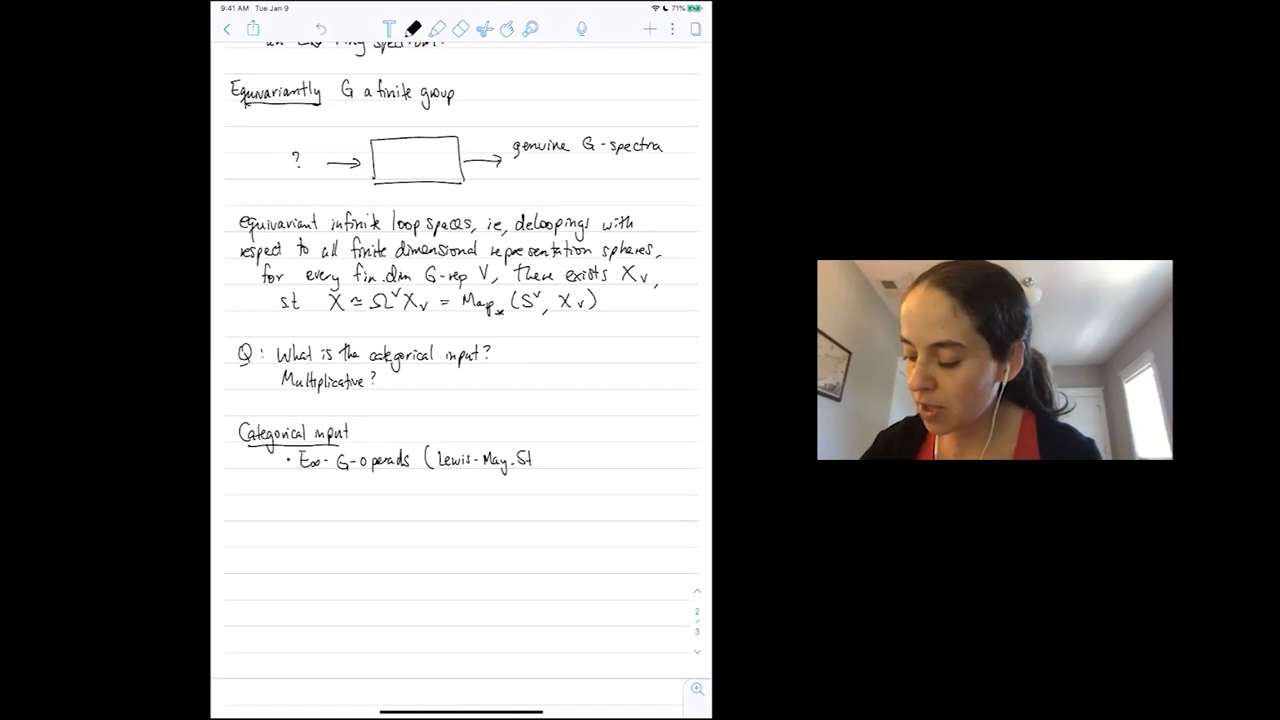 9:41 AM Tue Jan 9
71%
Equivariantly G a finite group
? → → genuine G-spectra
equivariant infinite loop spaces, ie, deloopings with
respect to all finite dimensional representation spheres,
for every fin.dim G-rep V, there exists X_V,
s.t X ≃ Ω^V X_V = Map_* (S^V, X_V)
Q: What is the categorical input?
Multiplicative?
Categorical input
· E∞- G-operads (Lewis-May-St
2
/
3